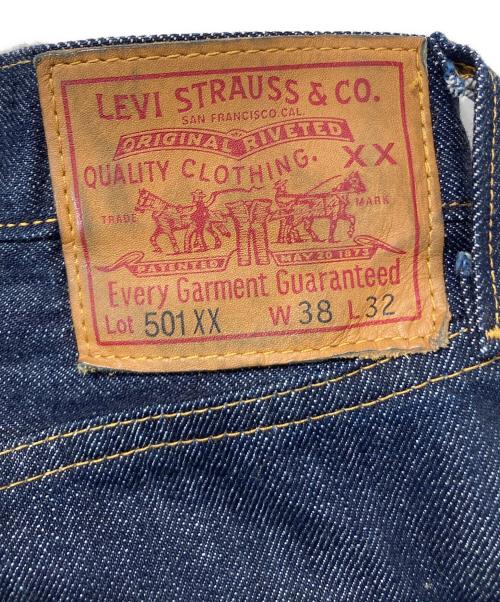 LEVI STRAUSS & CO.
SAN FRANCISCO.CAL.
ORIGINAL RIVETED
QUALITY CLOTHING. XX
TRADE MARK
PATENTED MAY 20 1873
Every Garment Guaranteed
Lot 501XX W 38 L 32